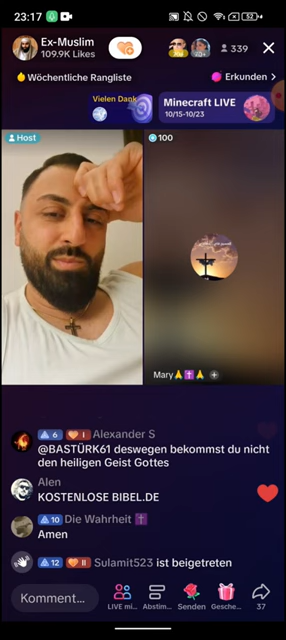 23:17
52
Ex-Muslim
109.9K Likes
339
Wöchentliche Rangliste
Erkunden >
Vielen Dank
Minecraft LIVE
10/15-10/23
Host
100
Mary🙏✝️🙏
6 I Alexander S
@BASTÜRK61 deswegen bekommst du nicht
den heiligen Geist Gottes
Alen
KOSTENLOSE BIBEL.DE
10 Die Wahrheit ✝️
Amen
12 II Sulamit523 ist beigetreten
Komment...
LIVE mi...
Abstim...
Senden
Gesche...
37